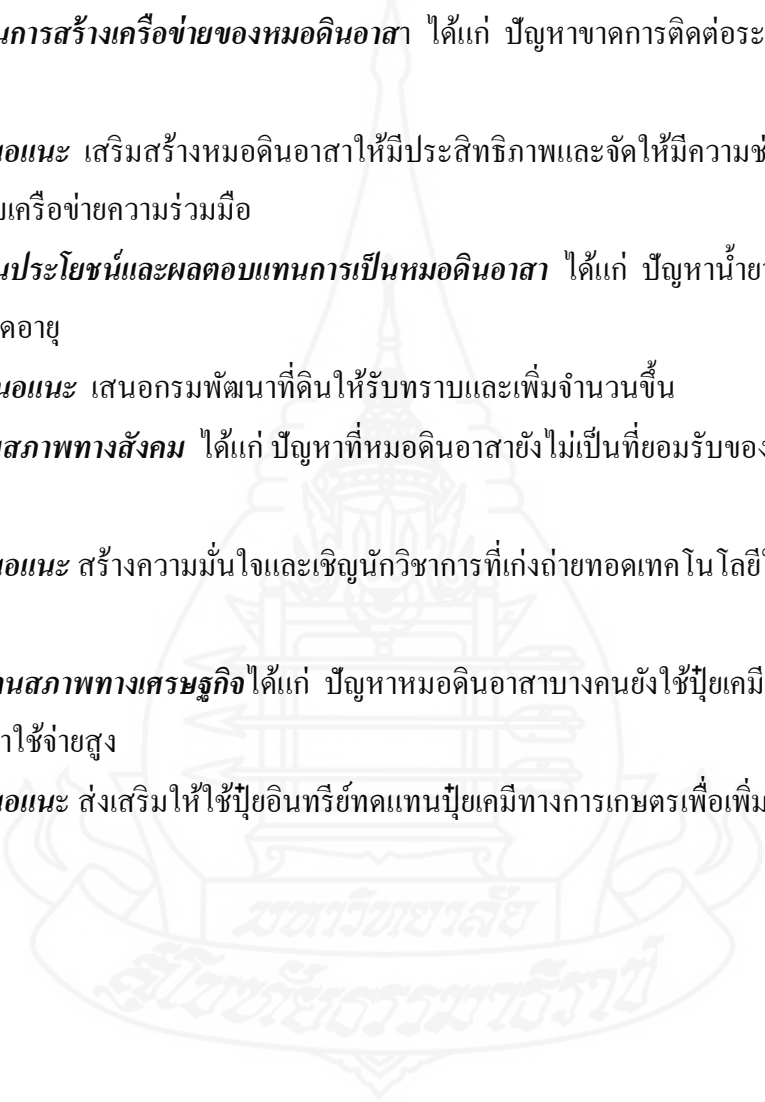 นการสร้างเครือข่ายของหมอดินอาสา ได้แก่ ปัญหาขาดการติดต่อระ
นอแนะ เสริมสร้างหมอดินอาสาให้มีประสิทธิภาพและจัดให้มีความช่
บเครือข่ายความร่วมมือ
นประโยชน์และผลตอบแทนการเป็นหมอดินอาสา ได้แก่ ปัญหาน้ำยา
ดอายุ
นอแนะ เสนอกรมพัฒนาที่ดินให้รับทราบและเพิ่มจำนวนขึ้น
สภาพทางสังคม ได้แก่ ปัญหาที่หมอดินอาสายังไม่เป็นที่ยอมรับของ
นอแนะ สร้างความมั่นใจและเชิญนักวิชาการที่เก่งถ่ายทอดเทคโนโลยี
านสภาพทางเศรษฐกิจได้แก่ ปัญหาหมอดินอาสาบางคนยังใช้ปุ๋ยเคมี
าใช้จ่ายสูง
นอแนะ ส่งเสริมให้ใช้ปุ๋ยอินทรีย์ทดแทนปุ๋ยเคมีทางการเกษตรเพื่อเพิ่ม
มหาวิทยาลัย
สุโขทัยธรรมาธิราช